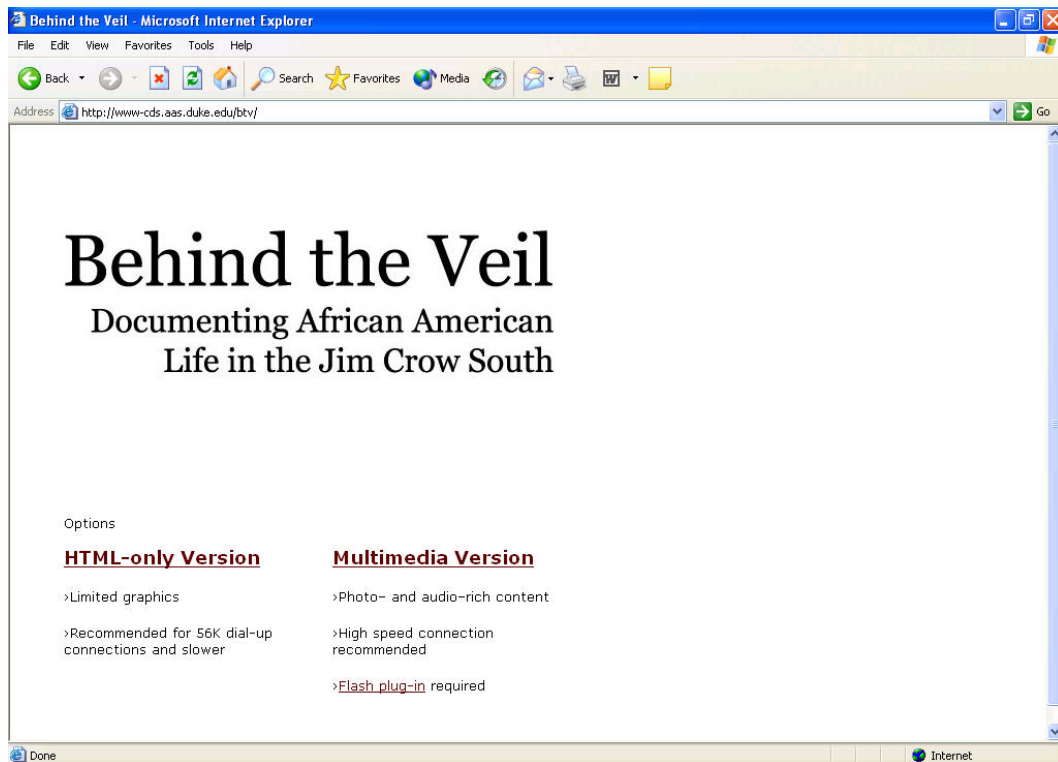 Behind the Veil - Microsoft Internet Explorer
File Edit View Favorites Tools Help
Back Search Favorites Media
Address http://www-cds.aas.duke.edu/btv/ Go
Behind the Veil
Documenting African American
Life in the Jim Crow South
Options
HTML-only Version
›Limited graphics
›Recommended for 56K dial-up
connections and slower
Multimedia Version
›Photo- and audio-rich content
›High speed connection
recommended
›Flash plug-in required
Done Internet